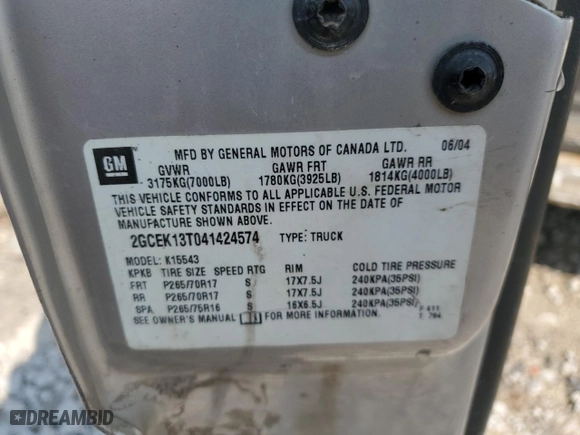 GM
MFD BY GENERAL MOTORS OF CANADA LTD. 06/04
GVWR GAWR FRT GAWR RR
3175KG(7000LB) 1780KG(3925LB) 1814KG(4000LB)
THIS VEHICLE CONFORMS TO ALL APPLICABLE U.S. FEDERAL MOTOR
VEHICLE SAFETY STANDARDS IN EFFECT ON THE DATE OF
MANUFACTURE SHOWN ABOVE.
2GCEK13T041424574 TYPE: TRUCK
MODEL: K15543
KPKB TIRE SIZE SPEED RTG RIM COLD TIRE PRESSURE
FRT P265/70R17 S 17X7.5J 240KPA(35PSI)
RR P265/70R17 S 17X7.5J 240KPA(35PSI)
SPA P265/75R16 S 16X6.5J 240KPA(35PSI)
SEE OWNER'S MANUAL FOR MORE INFORMATION.
DREAMBID